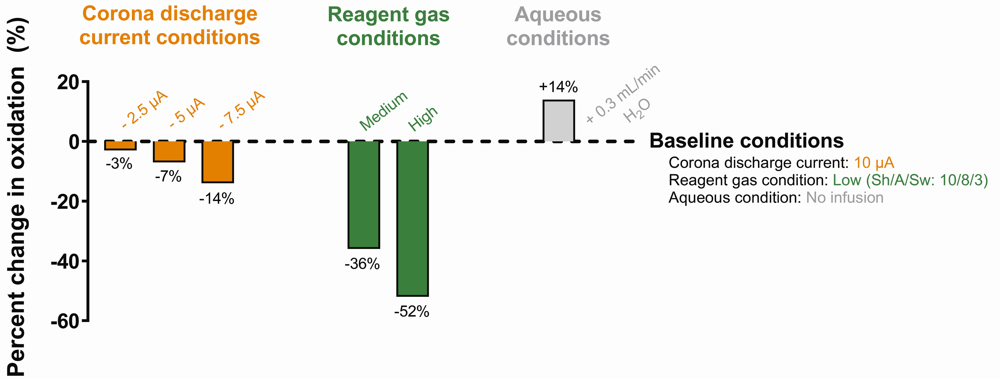 Corona discharge
current conditions
Reagent gas
conditions
Aqueous
conditions
Percent change in oxidation (%)
20
0
-20
-40
-60
- 2.5 µA
- 5 µA
- 7.5 µA
Medium
High
+ 0.3 mL/min
H₂O
-3%
-7%
-14%
-36%
-52%
+14%
Baseline conditions
Corona discharge current: 10 µA
Reagent gas condition: Low (Sh/A/Sw: 10/8/3)
Aqueous condition: No infusion